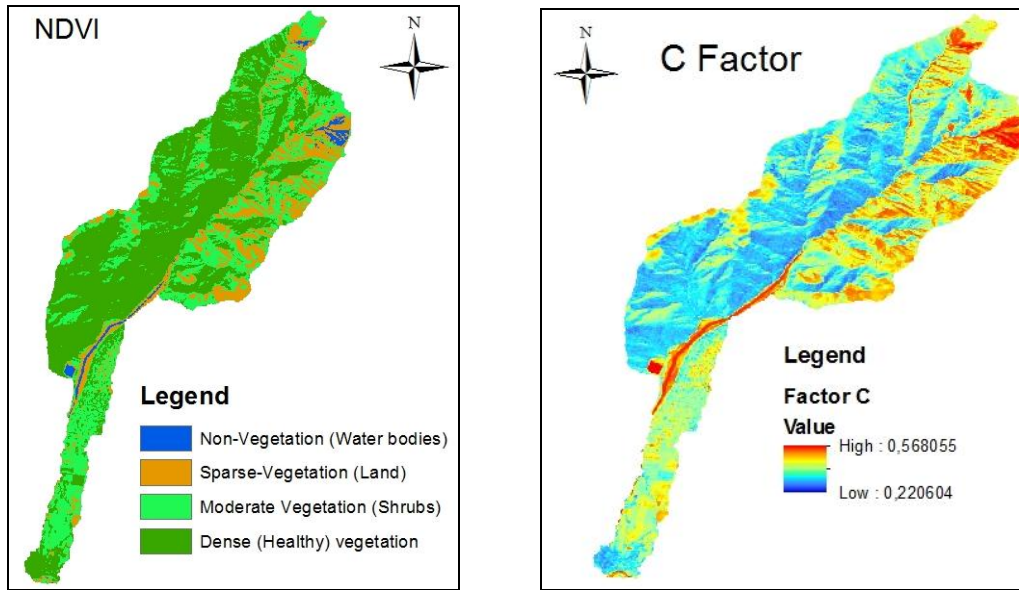 NDVI
N
Legend
Non-Vegetation (Water bodies)
Sparse-Vegetation (Land)
Moderate Vegetation (Shrubs)
Dense (Healthy) vegetation
N
C Factor
Legend
Factor C
Value
High : 0,568055
Low : 0,220604